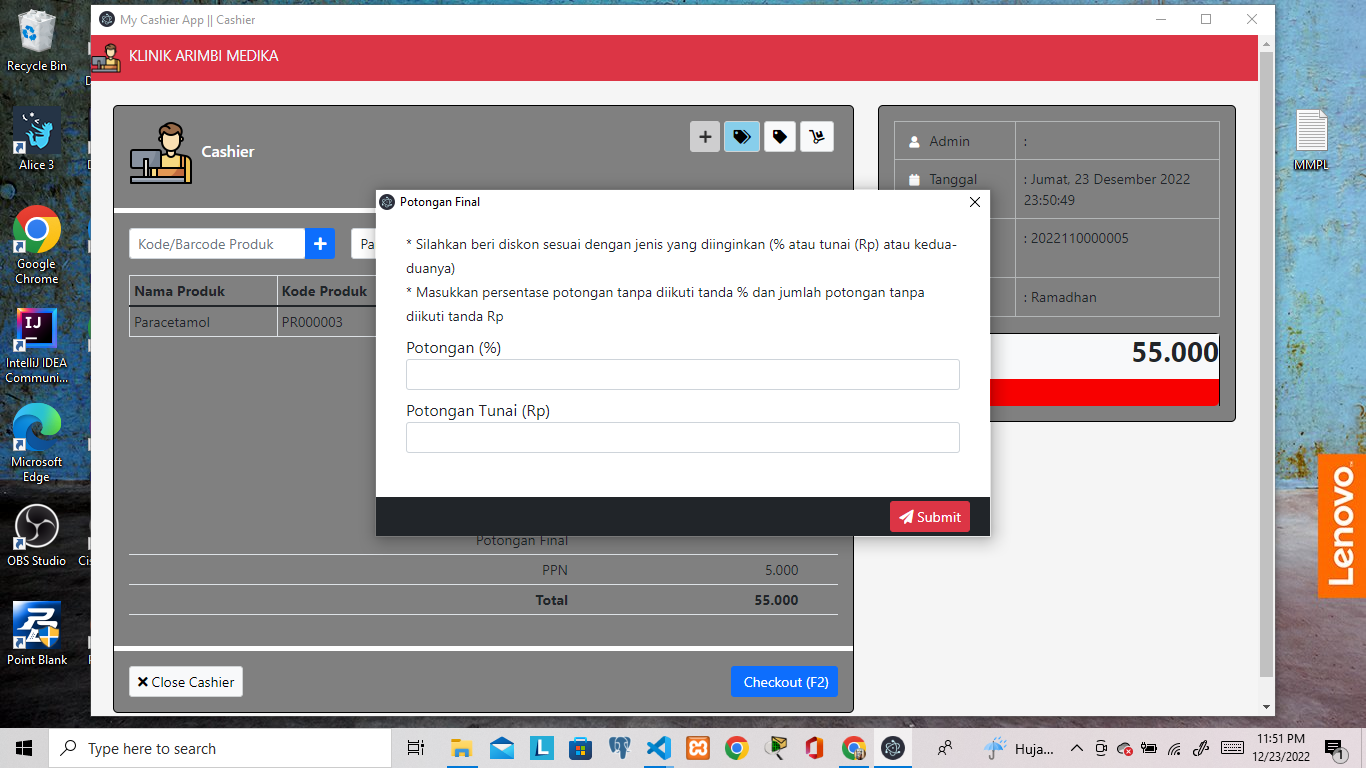 Recycle Bin
Alice 3
Google
Chrome
IntelliJ IDEA
Communi...
Microsoft
Edge
OBS Studio
Point Blank
My Cashier App || Cashier
KLINIK ARIMBI MEDIKA
Cashier
Kode/Barcode Produk
Pa
Nama Produk
Kode Produk
Paracetamol
PR000003
Potongan Final
* Silahkan beri diskon sesuai dengan jenis yang diinginkan (% atau tunai (Rp) atau kedua-
duanya)
* Masukkan persentase potongan tanpa diikuti tanda % dan jumlah potongan tanpa
diikuti tanda Rp
Potongan (%)
Potongan Tunai (Rp)
Submit
Potongan Final
PPN 5.000
Total 55.000
Close Cashier
Checkout (F2)
Admin :
Tanggal : Jumat, 23 Desember 2022
23:50:49
: 2022110000005
: Ramadhan
55.000
MMPL
Lenovo
Type here to search
Huja...
11:51 PM
12/23/2022
1